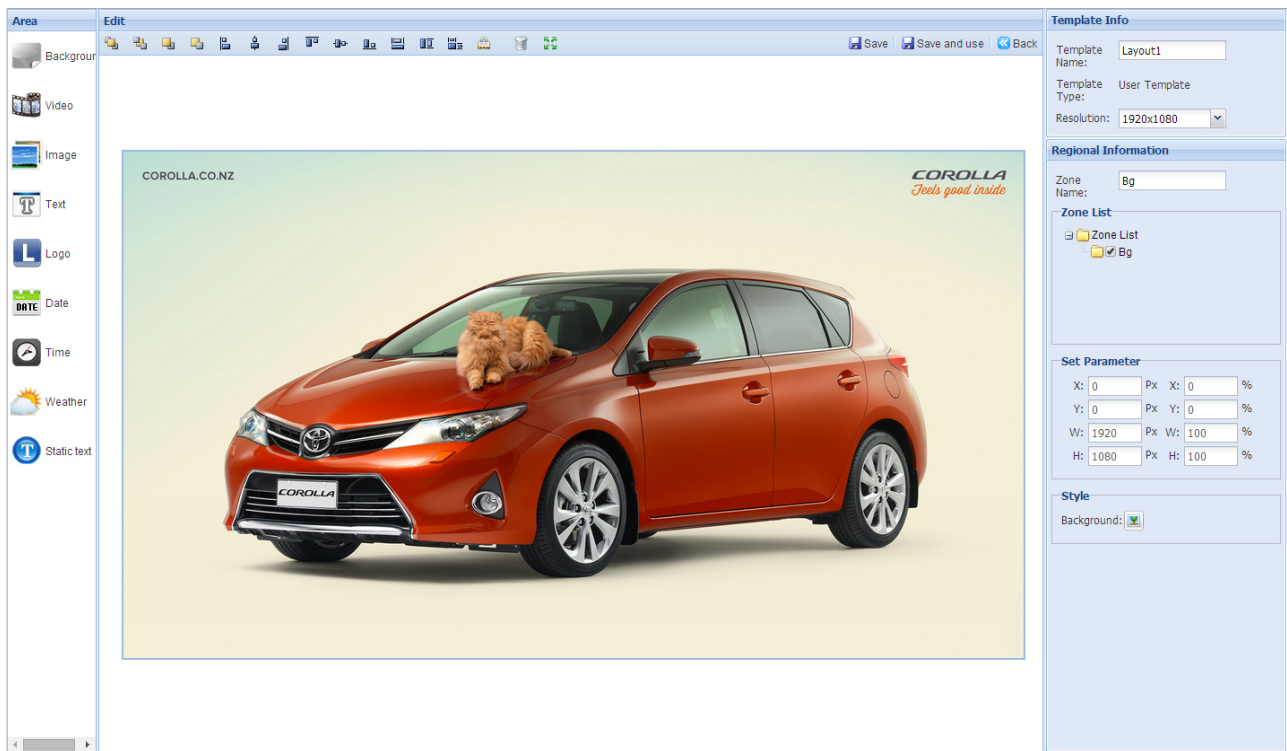 Area
Backgroun
Video
Image
Text
Logo
DATE
Date
Time
Weather
Static text
Edit
Save
Save and use
Back
COROLLA.CO.NZ
COROLLA
Feels good inside
COROLLA
Template Info
Template Name:
Layout1
Template Type:
User Template
Resolution:
1920x1080
Regional Information
Zone Name:
Bg
Zone List
Zone List
Bg
Set Parameter
X: 0 Px X: 0 %
Y: 0 Px Y: 0 %
W: 1920 Px W: 100 %
H: 1080 Px H: 100 %
Style
Background: